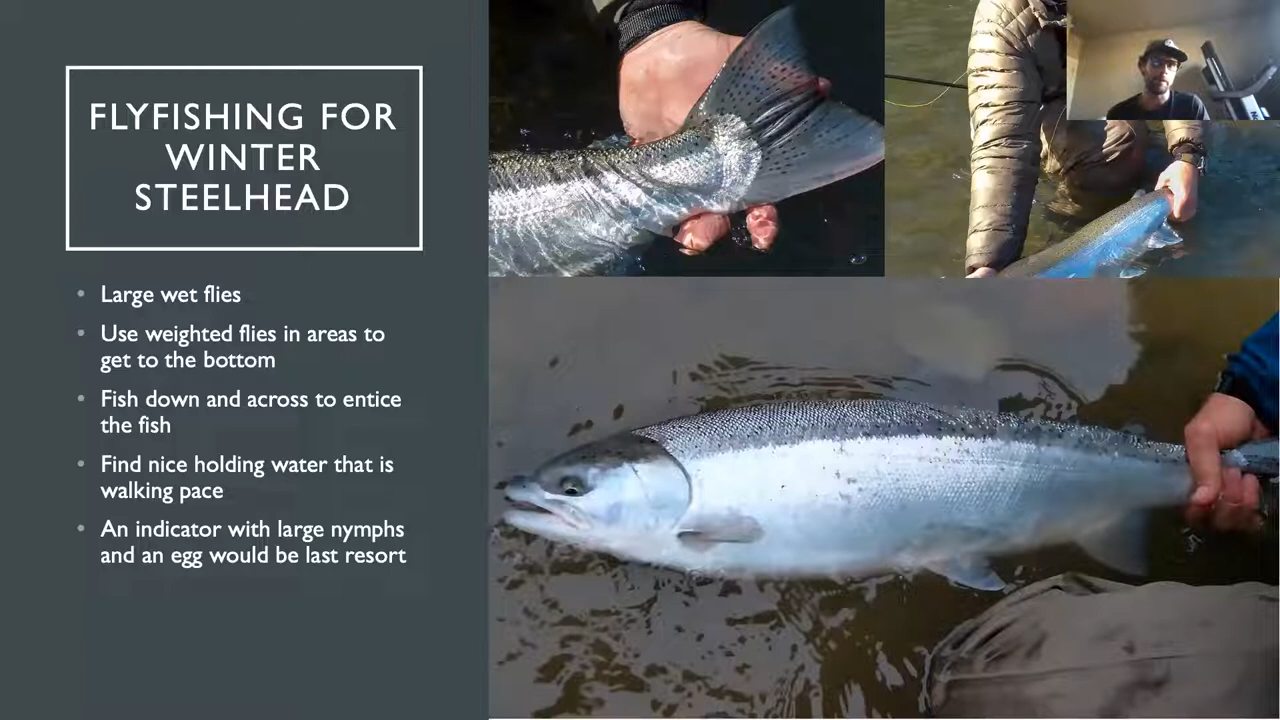 FLYFISHING FOR
WINTER
STEELHEAD
• Large wet flies
• Use weighted flies in areas to
get to the bottom
• Fish down and across to entice
the fish
• Find nice holding water that is
walking pace
• An indicator with large nymphs
and an egg would be last resort